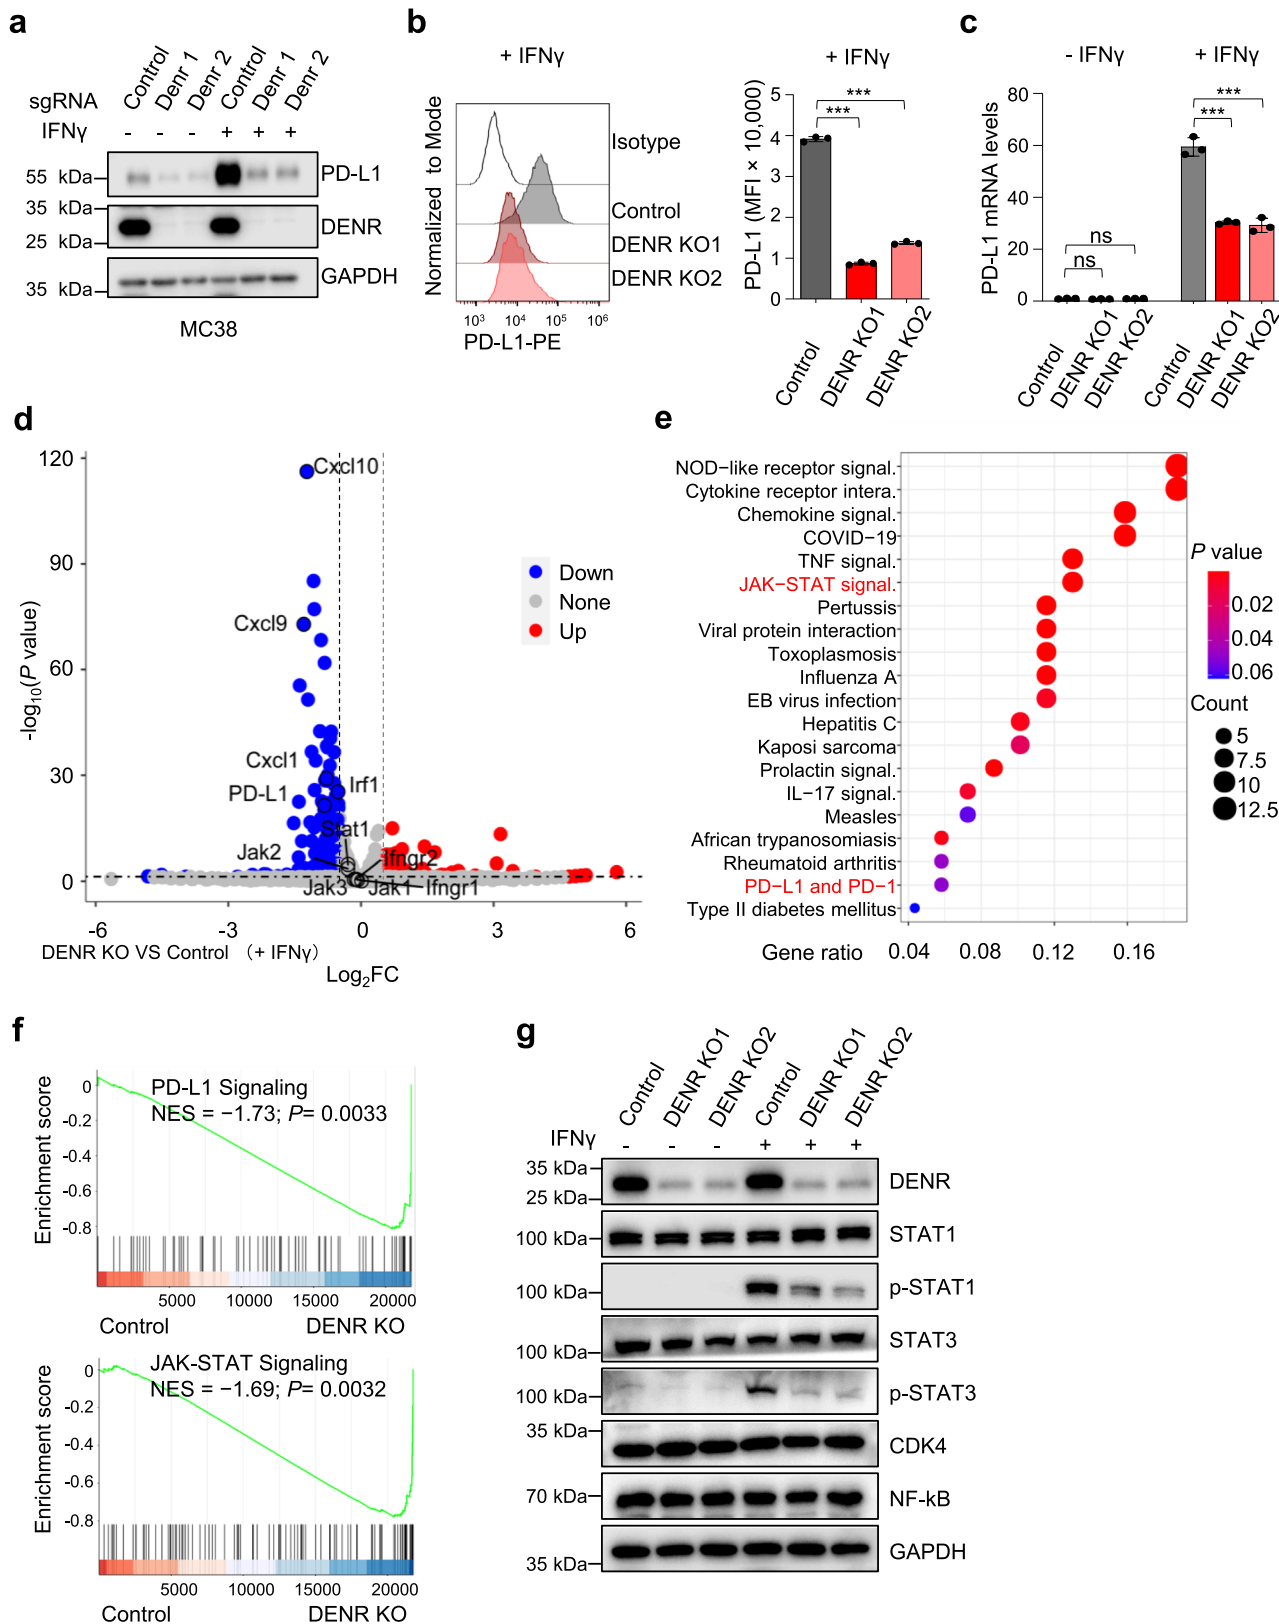 a
sgRNA
Control
Denr 1
Denr 2
Control
Denr 1
Denr 2
IFNγ - - - + + +
55 kDa PD-L1
35 kDa
25 kDa DENR
35 kDa GAPDH
MC38
b
+ IFNγ
Normalized to Mode
Isotype
Control
DENR KO1
DENR KO2
10³ 10⁴ 10⁵ 10⁶
PD-L1-PE
+ IFNγ
PD-L1 (MFI × 10,000)
5
4
3
2
1
0
***
***
Control
DENR KO1
DENR KO2
c
- IFNγ + IFNγ
PD-L1 mRNA levels
80
60
40
20
0
ns
ns
***
***
Control
DENR KO1
DENR KO2
Control
DENR KO1
DENR KO2
d
-log₁₀(P value)
120
90
60
30
0
Cxcl10
Cxcl9
Cxcl1
PD-L1
Irf1
Stat1
Jak2
Ifngr2
Jak3
Jak1
Ifngr1
Down
None
Up
-6 -3 0 3 6
DENR KO VS Control （+ IFNγ）
Log₂FC
e
NOD−like receptor signal.
Cytokine receptor intera.
Chemokine signal.
COVID−19
TNF signal.
JAK−STAT signal.
Pertussis
Viral protein interaction
Toxoplasmosis
Influenza A
EB virus infection
Hepatitis C
Kaposi sarcoma
Prolactin signal.
IL−17 signal.
Measles
African trypanosomiasis
Rheumatoid arthritis
PD−L1 and PD−1
Type II diabetes mellitus
Gene ratio 0.04 0.08 0.12 0.16
P value
0.02
0.04
0.06
Count
5
7.5
10
12.5
f
Enrichment score
0
-0.2
-0.4
-0.6
-0.8
PD-L1 Signaling
NES = −1.73; P= 0.0033
5000 10000 15000 20000
Control DENR KO
Enrichment score
0
-0.2
-0.4
-0.6
-0.8
JAK-STAT Signaling
NES = −1.69; P= 0.0032
5000 10000 15000 20000
Control DENR KO
g
Control
DENR KO1
DENR KO2
Control
DENR KO1
DENR KO2
IFNγ - - - + + +
35 kDa
25 kDa DENR
100 kDa STAT1
100 kDa p-STAT1
100 kDa STAT3
100 kDa p-STAT3
35 kDa CDK4
70 kDa NF-kB
35 kDa GAPDH